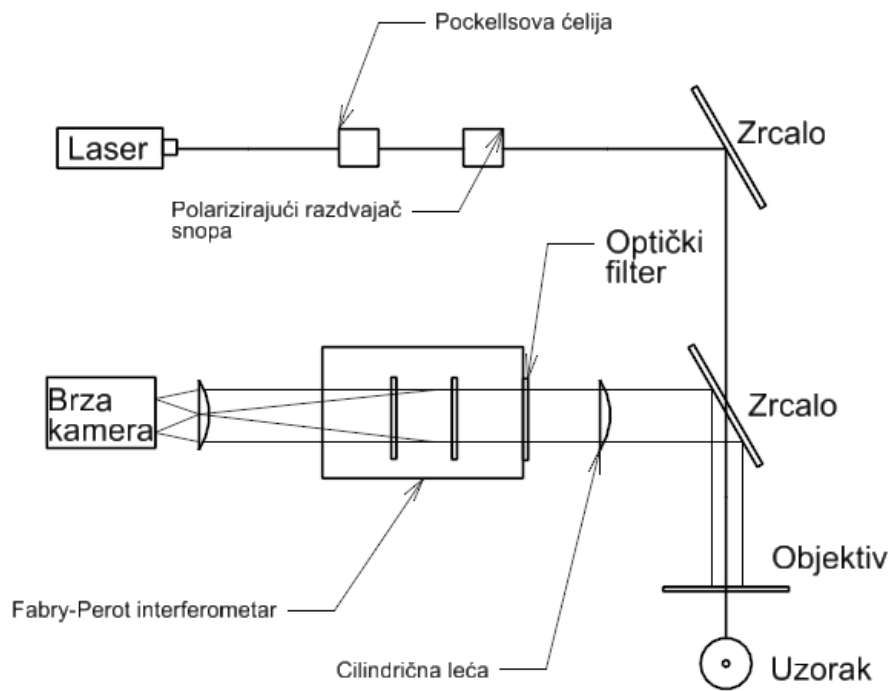 Pockellsova ćelija
Laser
Zrcalo
Polarizirajući razdvajač
snopa
Optički
filter
Brza
kamera
Zrcalo
Objektiv
Fabry-Perot interferometar
Cilindrična leća
Uzorak